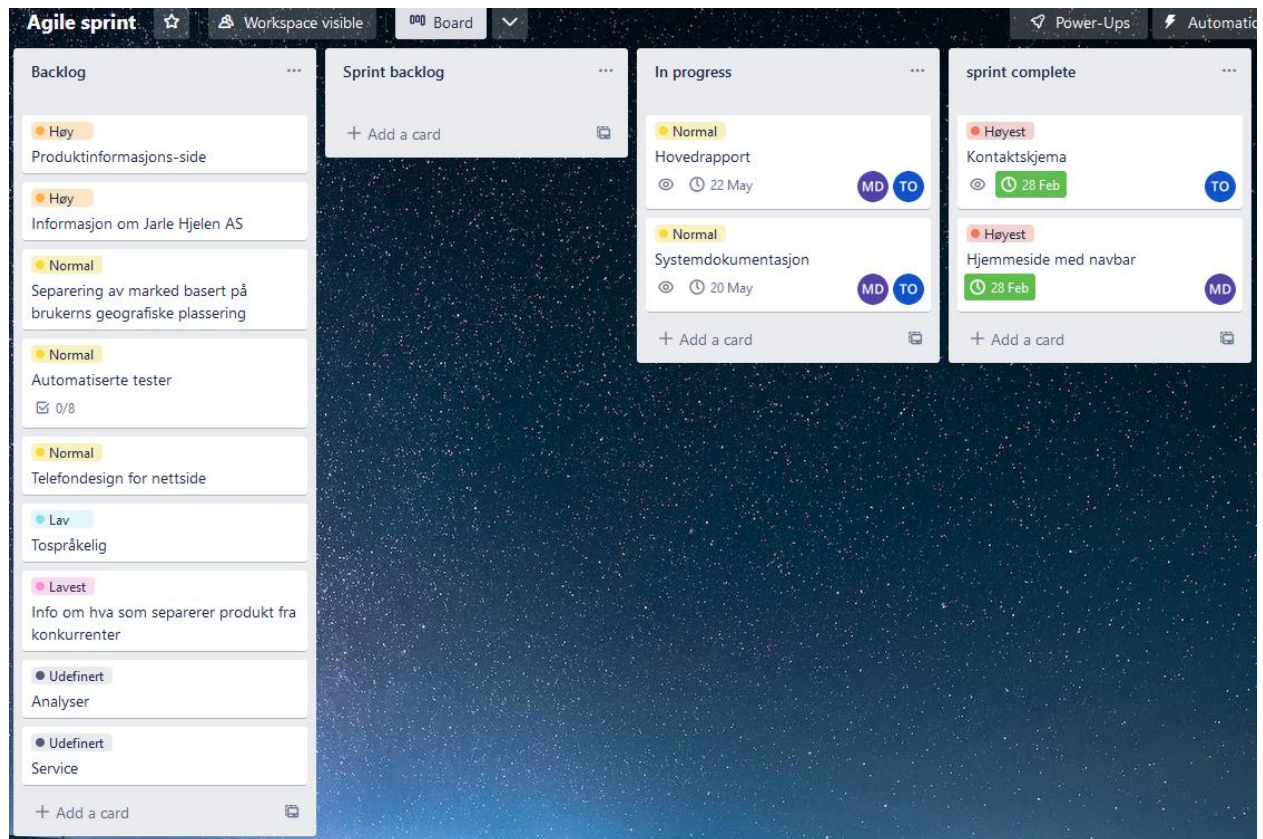 Agile sprint
Workspace visible
Board
Power-Ups
Automatic
Backlog
Høy
Produktinformasjons-side
Høy
Informasjon om Jarle Hjelen AS
Normal
Separering av marked basert på
brukerns geografiske plassering
Normal
Automatiserte tester
0/8
Normal
Telefondesign for nettside
Lav
Tospråkelig
Lavest
Info om hva som separerer produkt fra
konkurrenter
Udefinert
Analyser
Udefinert
Service
+ Add a card
Sprint backlog
+ Add a card
In progress
Normal
Hovedrapport
22 May
MD TO
Normal
Systemdokumentasjon
20 May
MD TO
+ Add a card
sprint complete
Høyest
Kontaktskjema
28 Feb
TO
Høyest
Hjemmeside med navbar
28 Feb
MD
+ Add a card